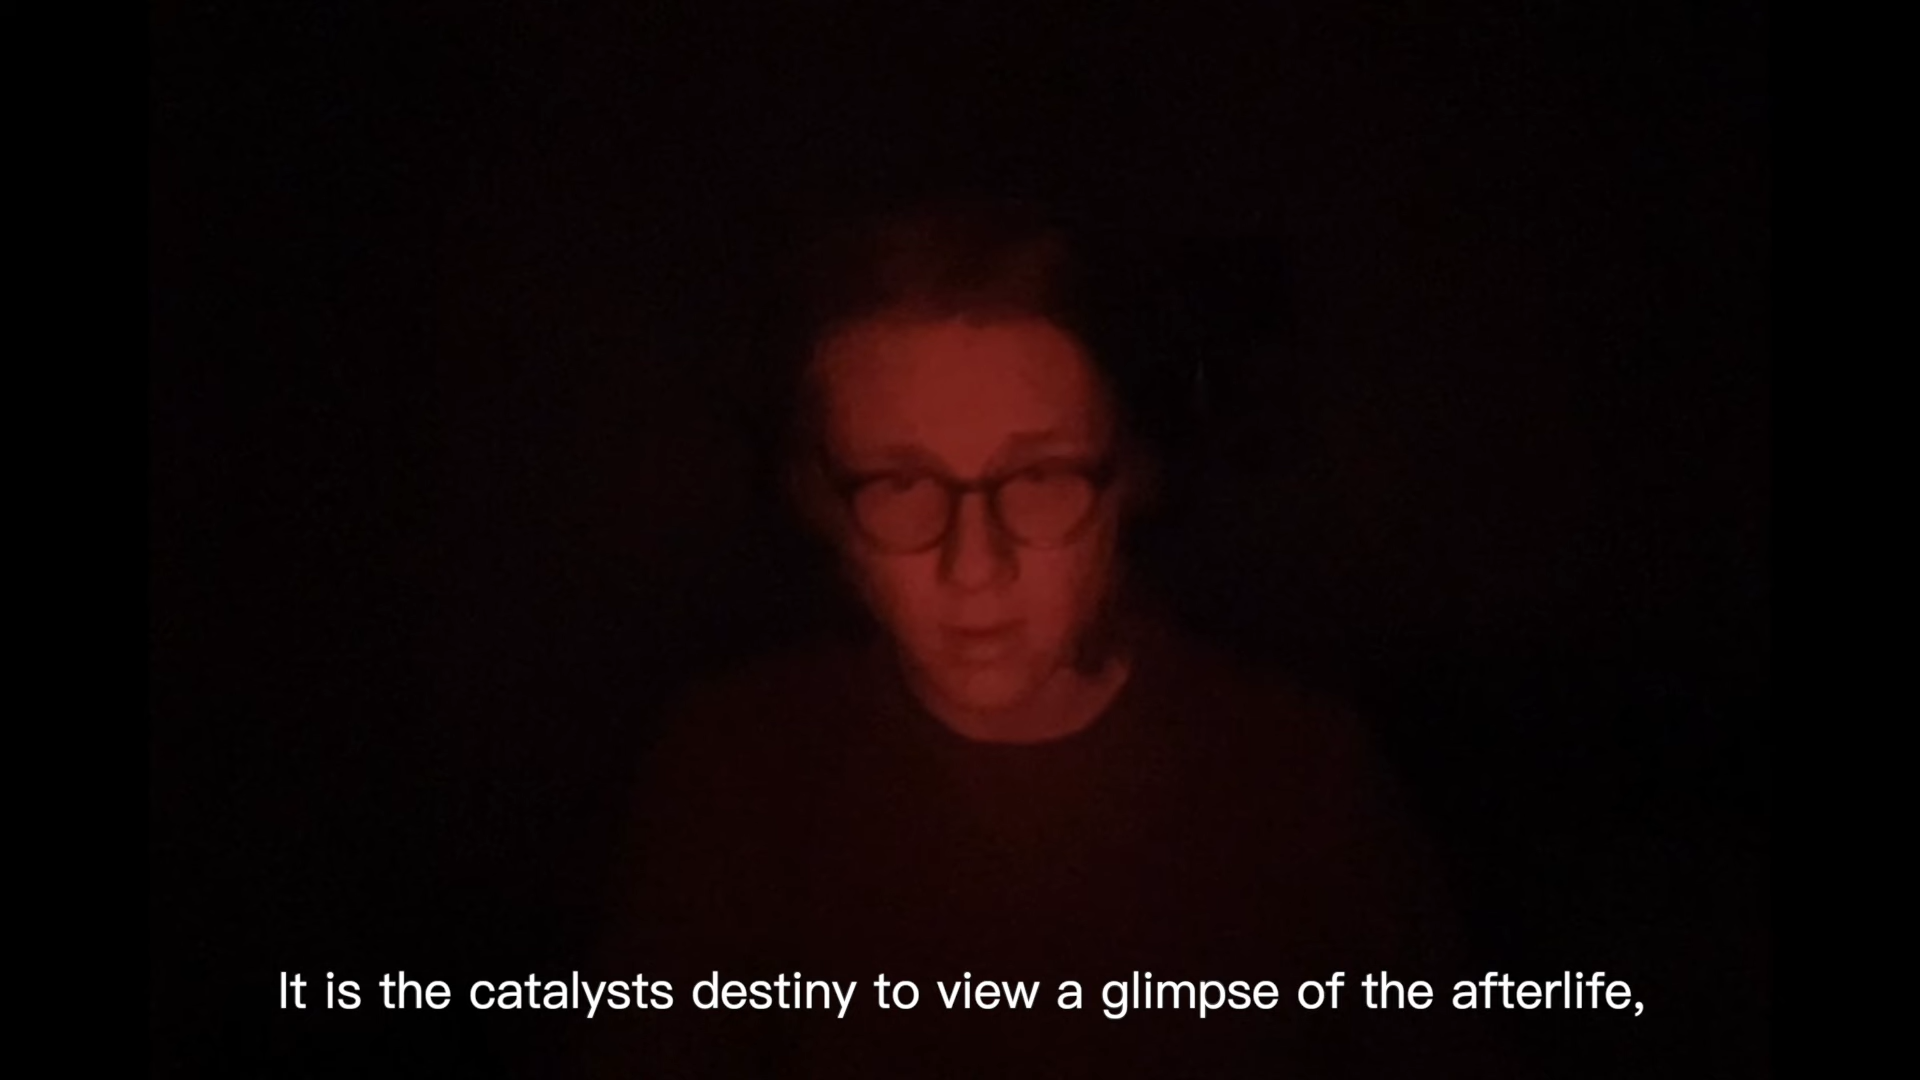 It is the catalysts destiny to view a glimpse of the afterlife,